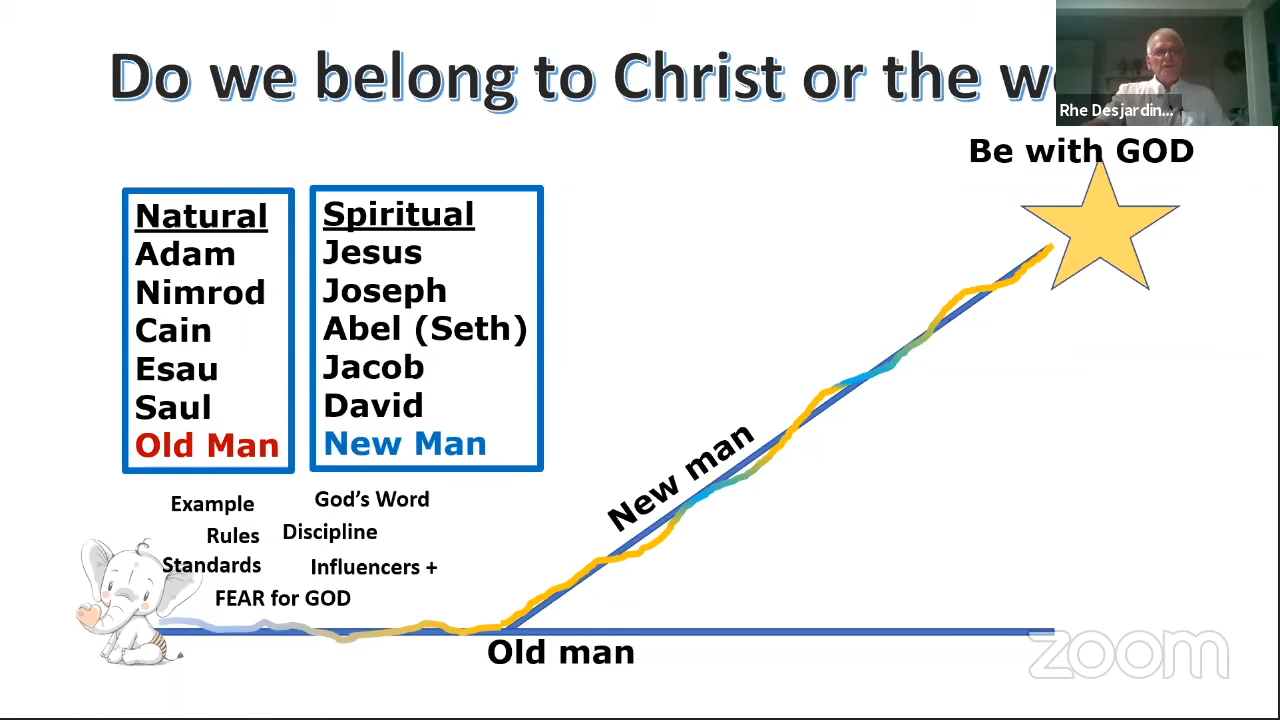 Do we belong to Christ or the w
Rhe Desjardin...
Be with GOD
Natural
Adam
Nimrod
Cain
Esau
Saul
Old Man
Spiritual
Jesus
Joseph
Abel (Seth)
Jacob
David
New Man
Example
God's Word
Rules
Discipline
Standards
Influencers +
FEAR for GOD
New man
Old man
zoom